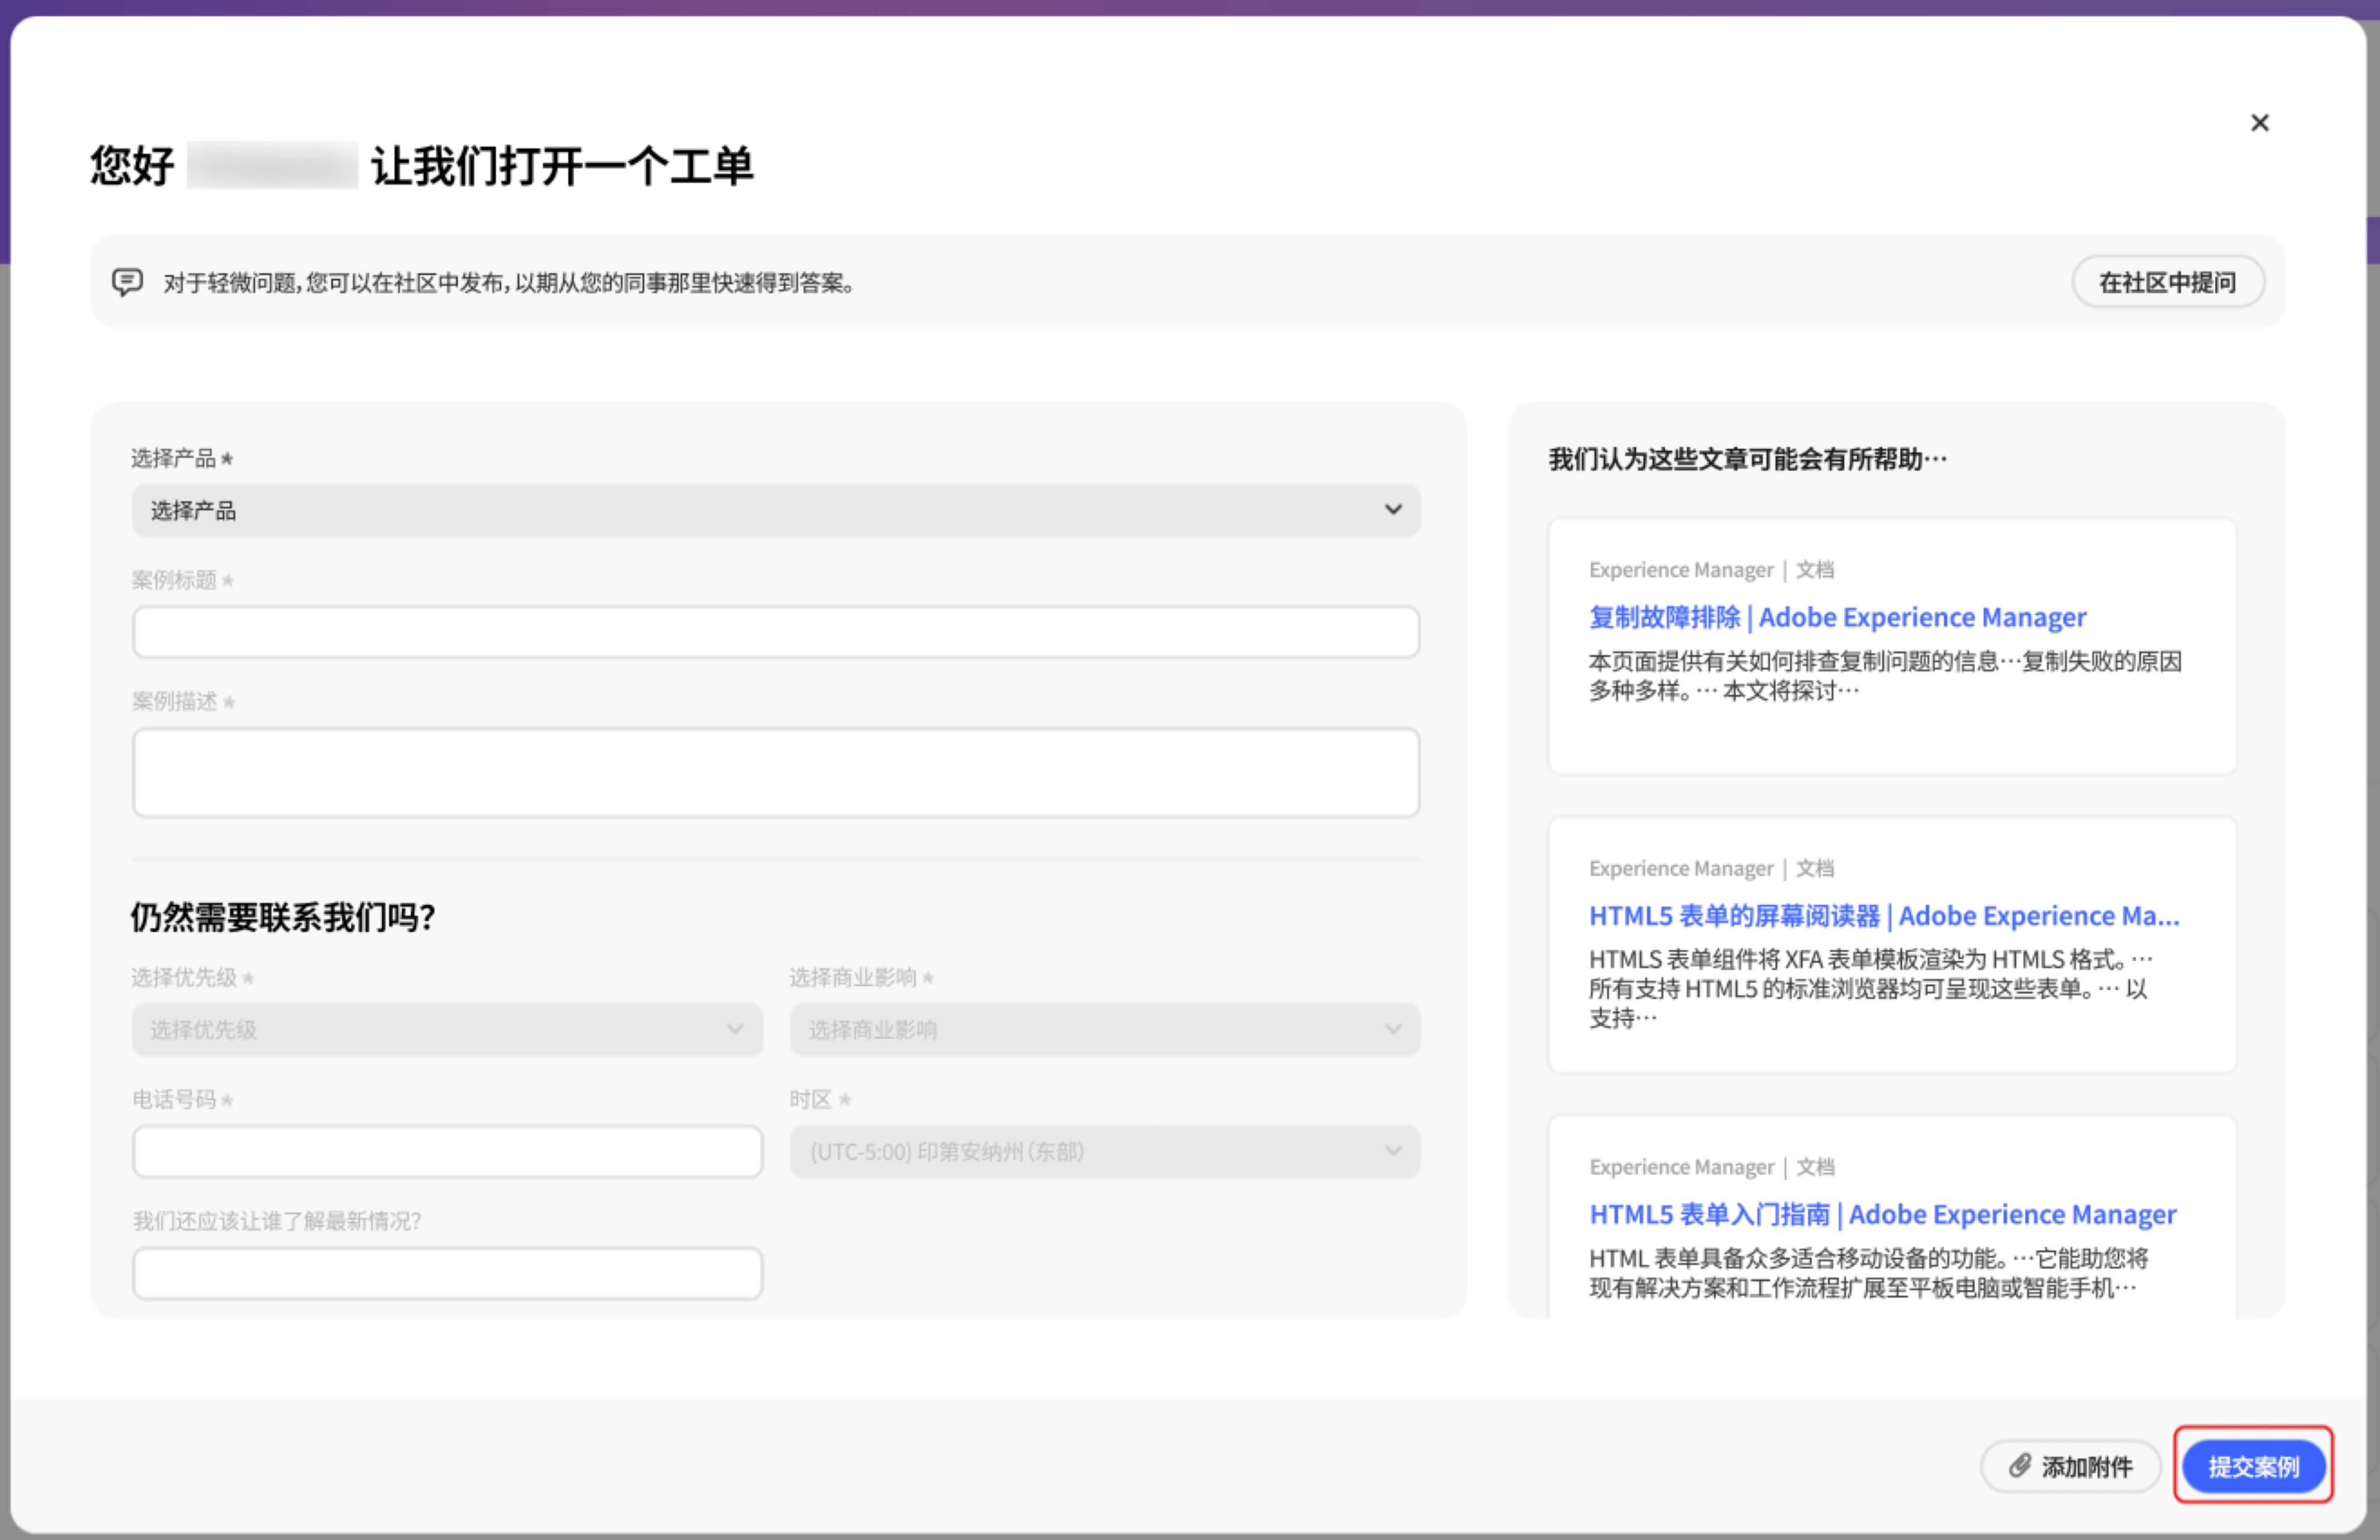 您好 让我们打开一个工单
对于轻微问题,您可以在社区中发布,以期从您的同事那里快速得到答案。
在社区中提问
选择产品 *
选择产品
案例标题 *
案例描述 *
仍然需要联系我们吗?
选择优先级 *
选择商业影响 *
选择优先级
选择商业影响
电话号码 *
时区 *
(UTC-5:00) 印第安纳州(东部)
我们还应该让谁了解最新情况?
我们认为这些文章可能会有所帮助…
Experience Manager | 文档
复制故障排除 | Adobe Experience Manager
本页面提供有关如何排查复制问题的信息…复制失败的原因
多种多样。… 本文将探讨…
Experience Manager | 文档
HTML5 表单的屏幕阅读器 | Adobe Experience Ma...
HTMLS 表单组件将 XFA 表单模板渲染为 HTMLS 格式。…
所有支持 HTML5 的标准浏览器均可呈现这些表单。… 以
支持…
Experience Manager | 文档
HTML5 表单入门指南 | Adobe Experience Manager
HTML 表单具备众多适合移动设备的功能。…它能助您将
现有解决方案和工作流程扩展至平板电脑或智能手机…
添加附件
提交案例